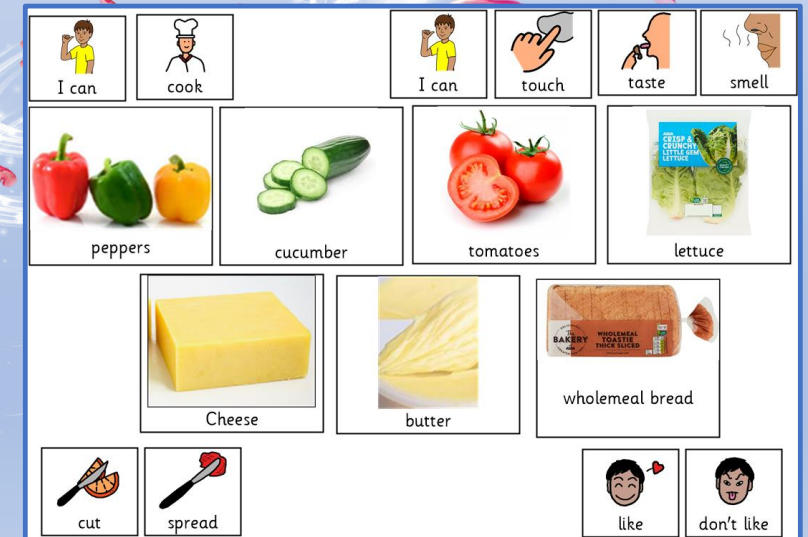 I can
cook
I can
touch
taste
smell
CRISP &
CRUNCHY
LITTLE GEM
LETTUCE
peppers
cucumber
tomatoes
lettuce
The
BAKERY
WHOLEMEAL
TOASTIE
THICK SLICED
Cheese
butter
wholemeal bread
cut
spread
like
don't like